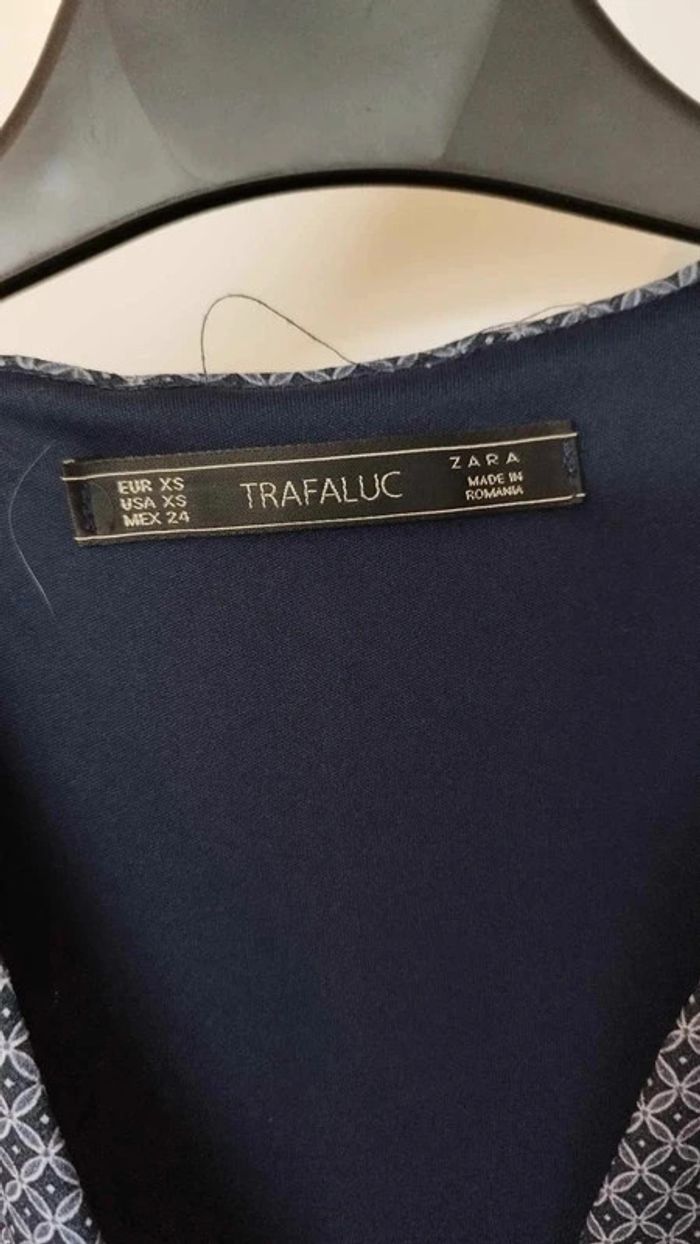 EUR XS
USA XS
MEX 24
TRAFALUC
ZARA
MADE IN
ROMANIA